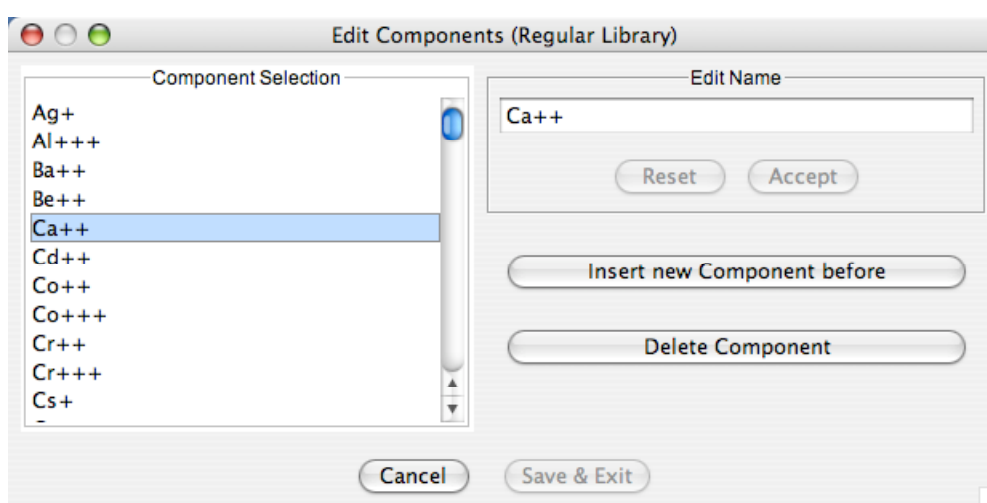 Edit Components (Regular Library)
Component Selection
Ag+
Al+++
Ba++
Be++
Ca++
Cd++
Co++
Co+++
Cr++
Cr+++
Cs+
Edit Name
Ca++
Reset Accept
Insert new Component before
Delete Component
Cancel Save & Exit